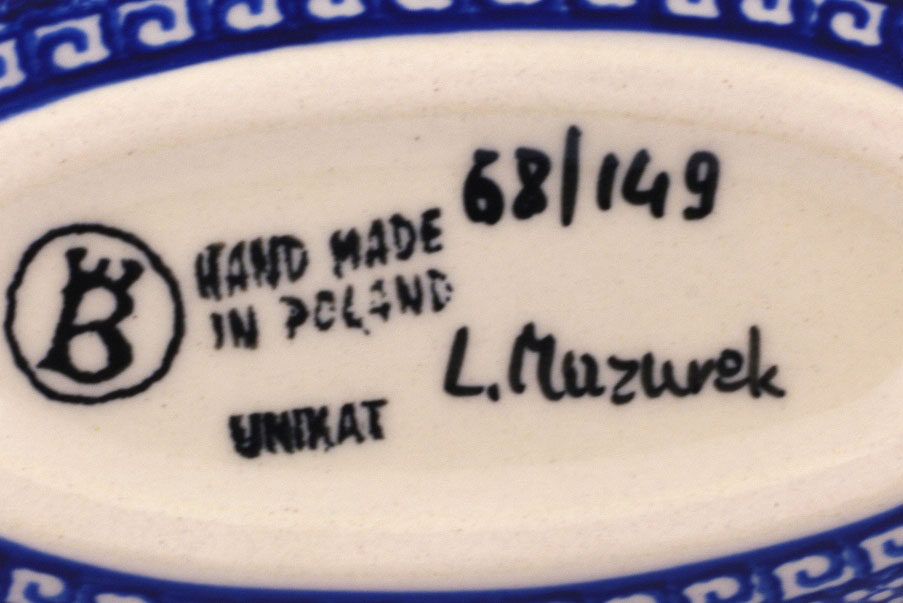 68/149
B
HAND MADE
IN POLAND
L. Mazurek
UNIKAT